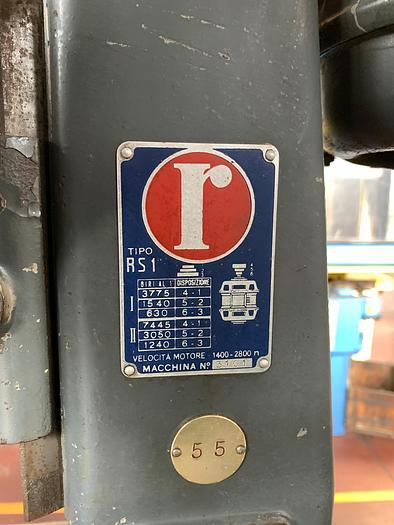 r
TIPO
RS1
GIRI AL 1' DISPOSIZIONE
I
3775 4-1
1540 5-2
630 6-3
II
7445 4-1
3050 5-2
1240 6-3
VELOCITÀ MOTORE 1400-2800 n
MACCHINA Nº
55